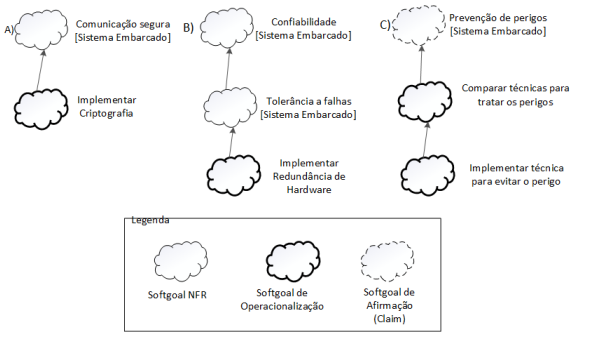 A)
Comunicação segura
[Sistema Embarcado]
Implementar
Criptografia
B)
Confiabilidade
[Sistema Embarcado]
Tolerância a falhas
[Sistema Embarcado]
Implementar
Redundância de
Hardware
C)
Prevenção de perigos
[Sistema Embarcado]
Comparar técnicas para
tratar os perigos
Implementar técnica
para evitar o perigo
Legenda
Softgoal NFR
Softgoal de
Operacionalização
Softgoal de
Afirmação
(Claim)